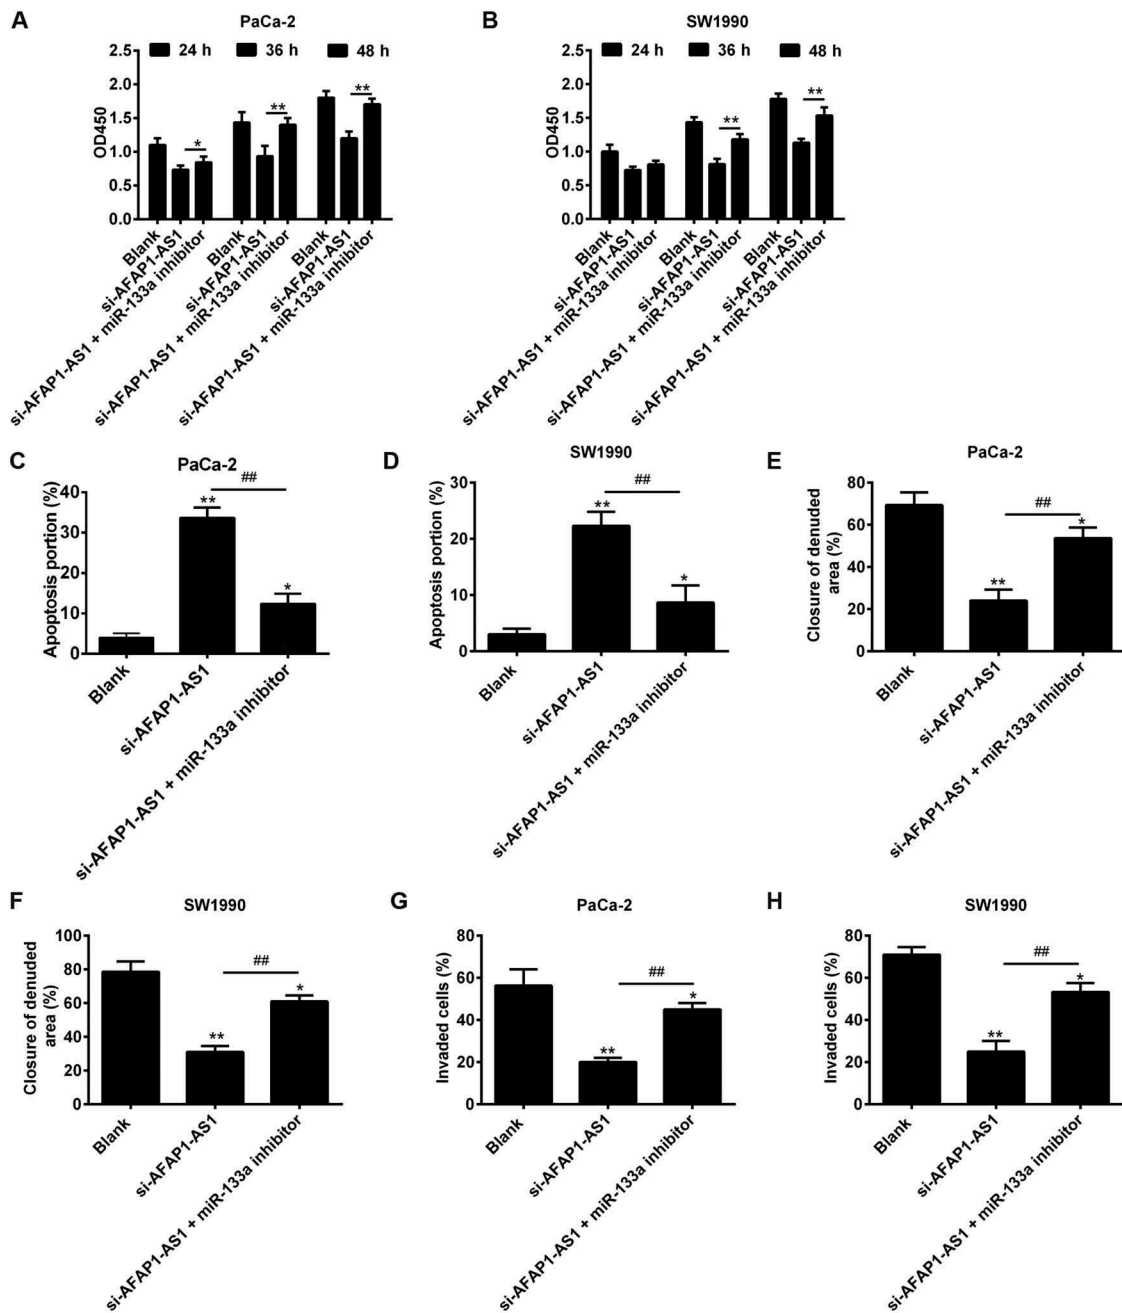 A
PaCa-2
24 h 36 h 48 h
OD450
2.5
2.0
1.5
1.0
0.5
0.0
* ** **
Blank
si-AFAP1-AS1
si-AFAP1-AS1 + miR-133a inhibitor
Blank
si-AFAP1-AS1
si-AFAP1-AS1 + miR-133a inhibitor
Blank
si-AFAP1-AS1
si-AFAP1-AS1 + miR-133a inhibitor
B
SW1990
24 h 36 h 48 h
OD450
2.5
2.0
1.5
1.0
0.5
0.0
** **
Blank
si-AFAP1-AS1
si-AFAP1-AS1 + miR-133a inhibitor
Blank
si-AFAP1-AS1
si-AFAP1-AS1 + miR-133a inhibitor
Blank
si-AFAP1-AS1
si-AFAP1-AS1 + miR-133a inhibitor
C
PaCa-2
Apoptosis portion (%)
40
30
20
10
0
##
**
*
Blank
si-AFAP1-AS1
si-AFAP1-AS1 + miR-133a inhibitor
D
SW1990
Apoptosis portion (%)
30
20
10
0
##
**
*
Blank
si-AFAP1-AS1
si-AFAP1-AS1 + miR-133a inhibitor
E
PaCa-2
Closure of denuded
area (%)
80
60
40
20
0
##
*
**
Blank
si-AFAP1-AS1
si-AFAP1-AS1 + miR-133a inhibitor
F
SW1990
Closure of denuded
area (%)
100
80
60
40
20
0
##
*
**
Blank
si-AFAP1-AS1
si-AFAP1-AS1 + miR-133a inhibitor
G
PaCa-2
Invaded cells (%)
80
60
40
20
0
##
*
**
Blank
si-AFAP1-AS1
si-AFAP1-AS1 + miR-133a inhibitor
H
SW1990
Invaded cells (%)
80
60
40
20
0
##
*
**
Blank
si-AFAP1-AS1
si-AFAP1-AS1 + miR-133a inhibitor